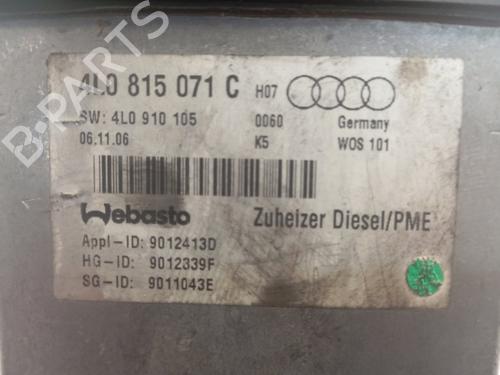 4L0 815 071 C H07
SW: 4L0 910 105 0060 Germany
06.11.06 K5 WOS 101
Webasto Zuheizer Diesel/PME
Appl-ID: 9012413D
HG-ID: 9012339F
SG-ID: 9011043E
B-PARTS